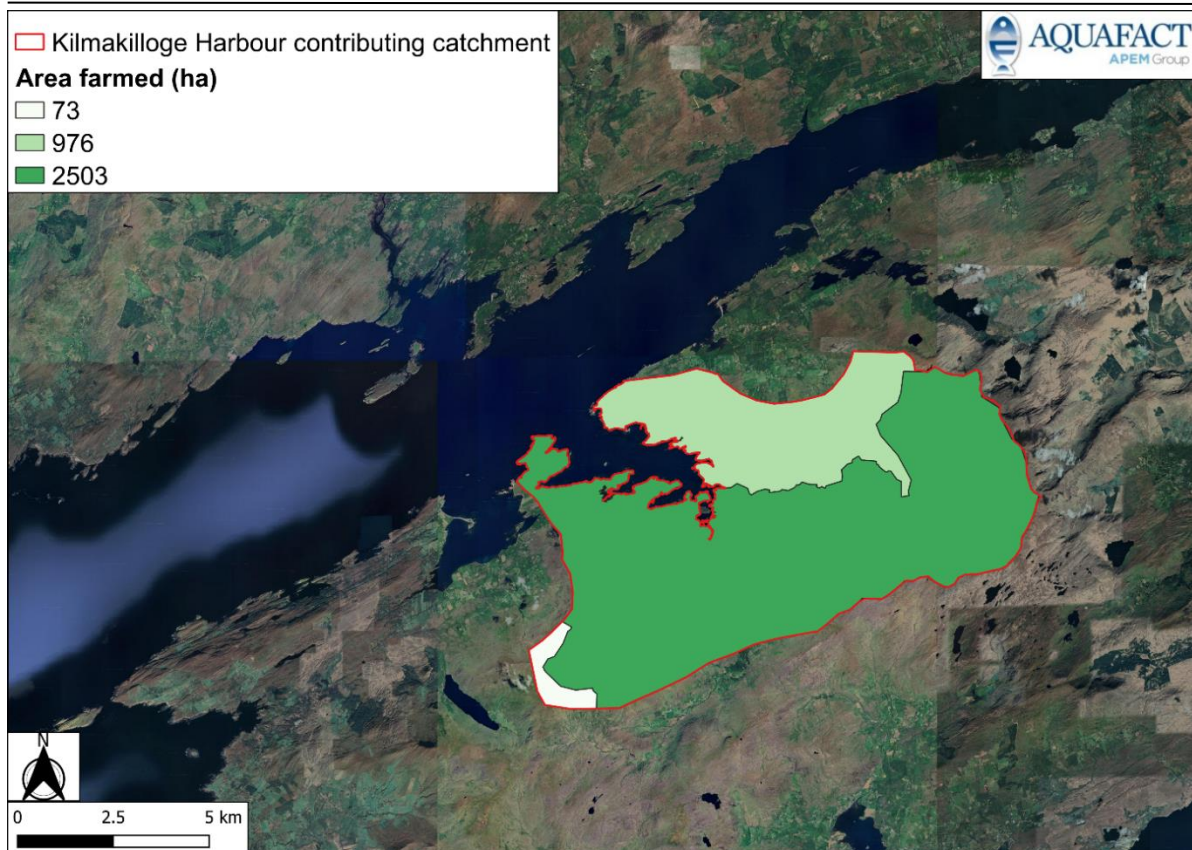 Kilmakilloge Harbour contributing catchment
Area farmed (ha)
73
976
2503
AQUAFACT
APEM Group
N
0 2.5 5 km